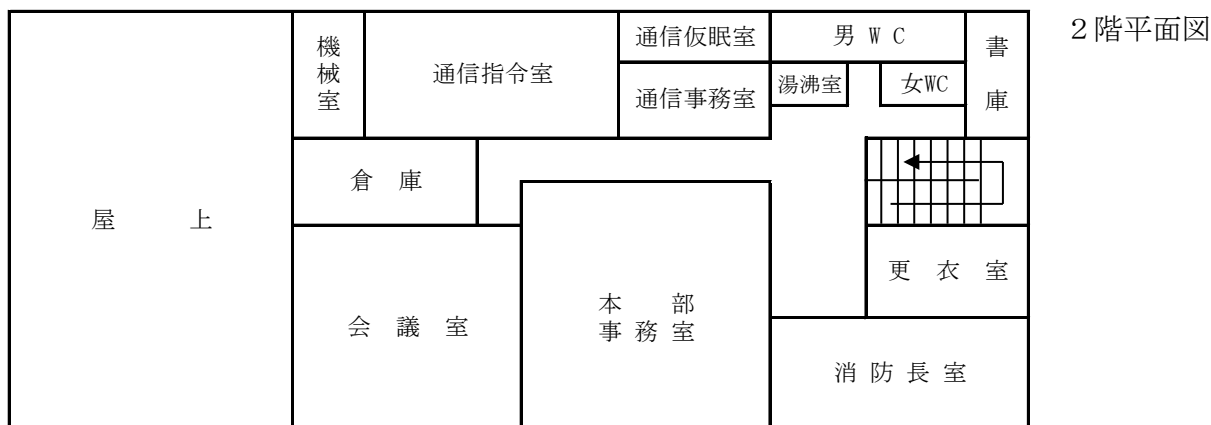 2階平面図
機械室
通信指令室
通信仮眠室
男WC
書庫
通信事務室
湯沸室
女WC
倉庫
屋上
更衣室
会議室
本部
事務室
消防長室